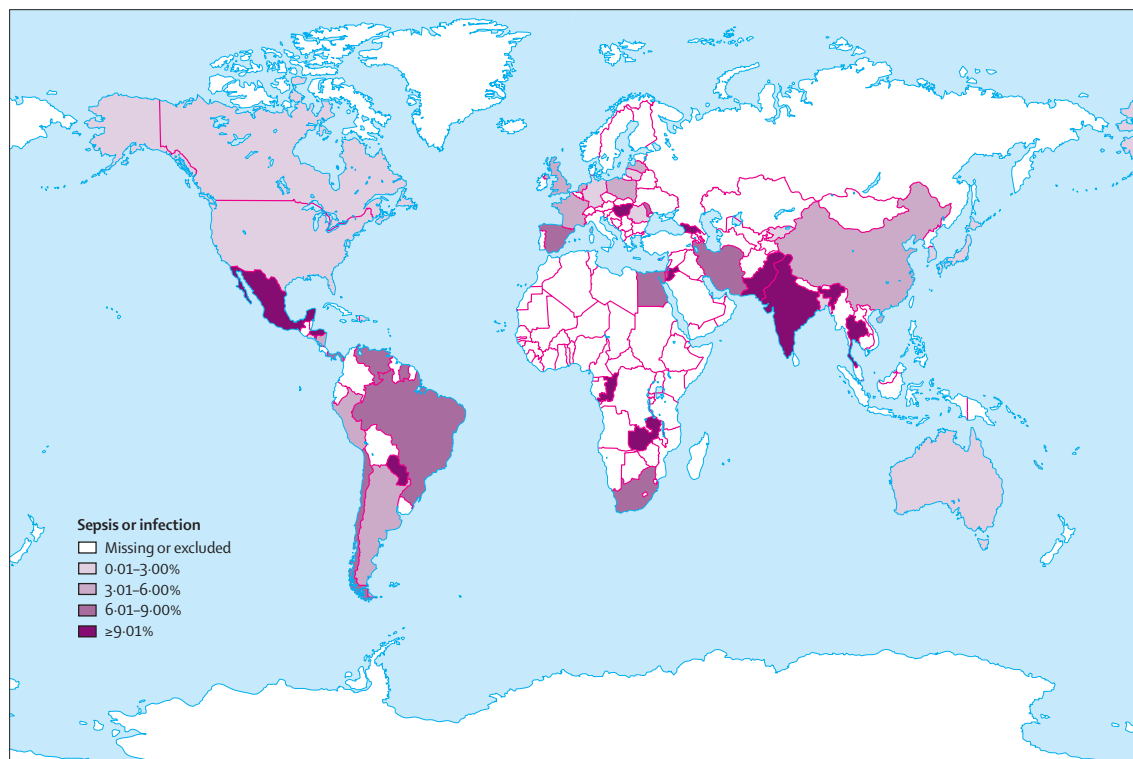 Sepsis or infection
Missing or excluded
0·01–3·00%
3·01–6·00%
6·01–9·00%
≥9·01%